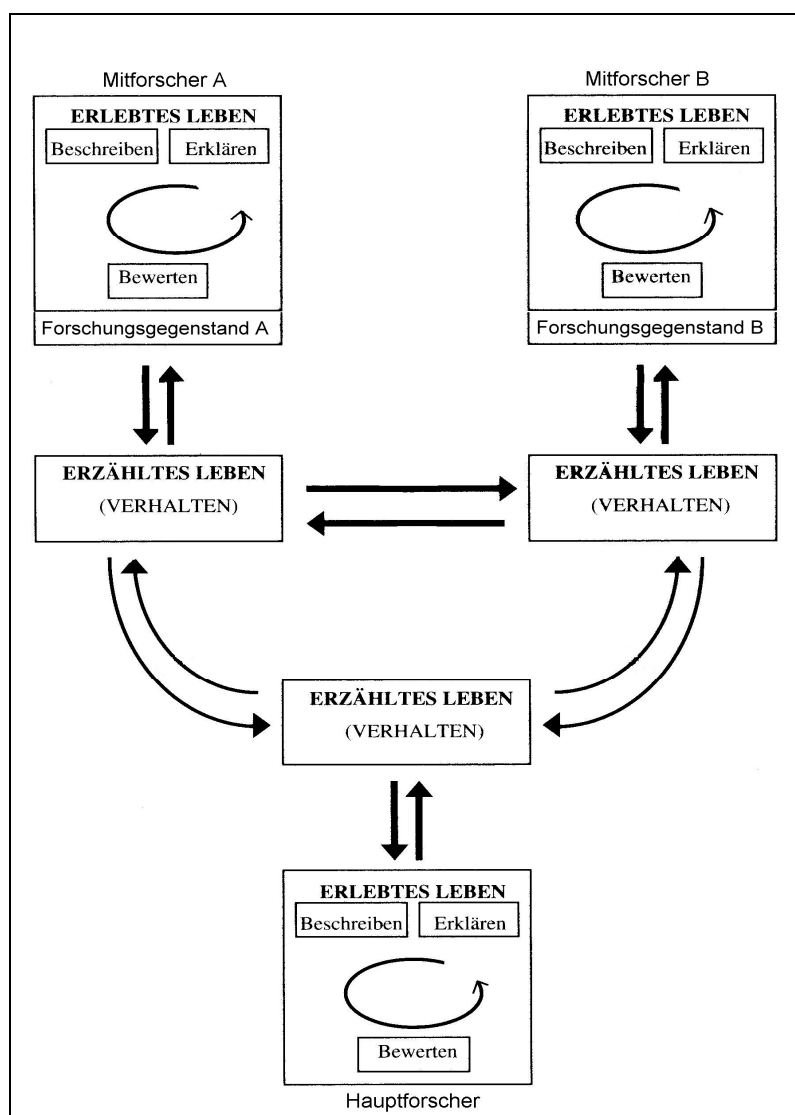 Mitforscher A
Mitforscher B
ERLEBTES LEBEN
Beschreiben
Erklären
Bewerten
Forschungsgegenstand A
ERLEBTES LEBEN
Beschreiben
Erklären
Bewerten
Forschungsgegenstand B
ERZÄHLTES LEBEN
(VERHALTEN)
ERZÄHLTES LEBEN
(VERHALTEN)
ERZÄHLTES LEBEN
(VERHALTEN)
ERLEBTES LEBEN
Beschreiben
Erklären
Bewerten
Hauptforscher